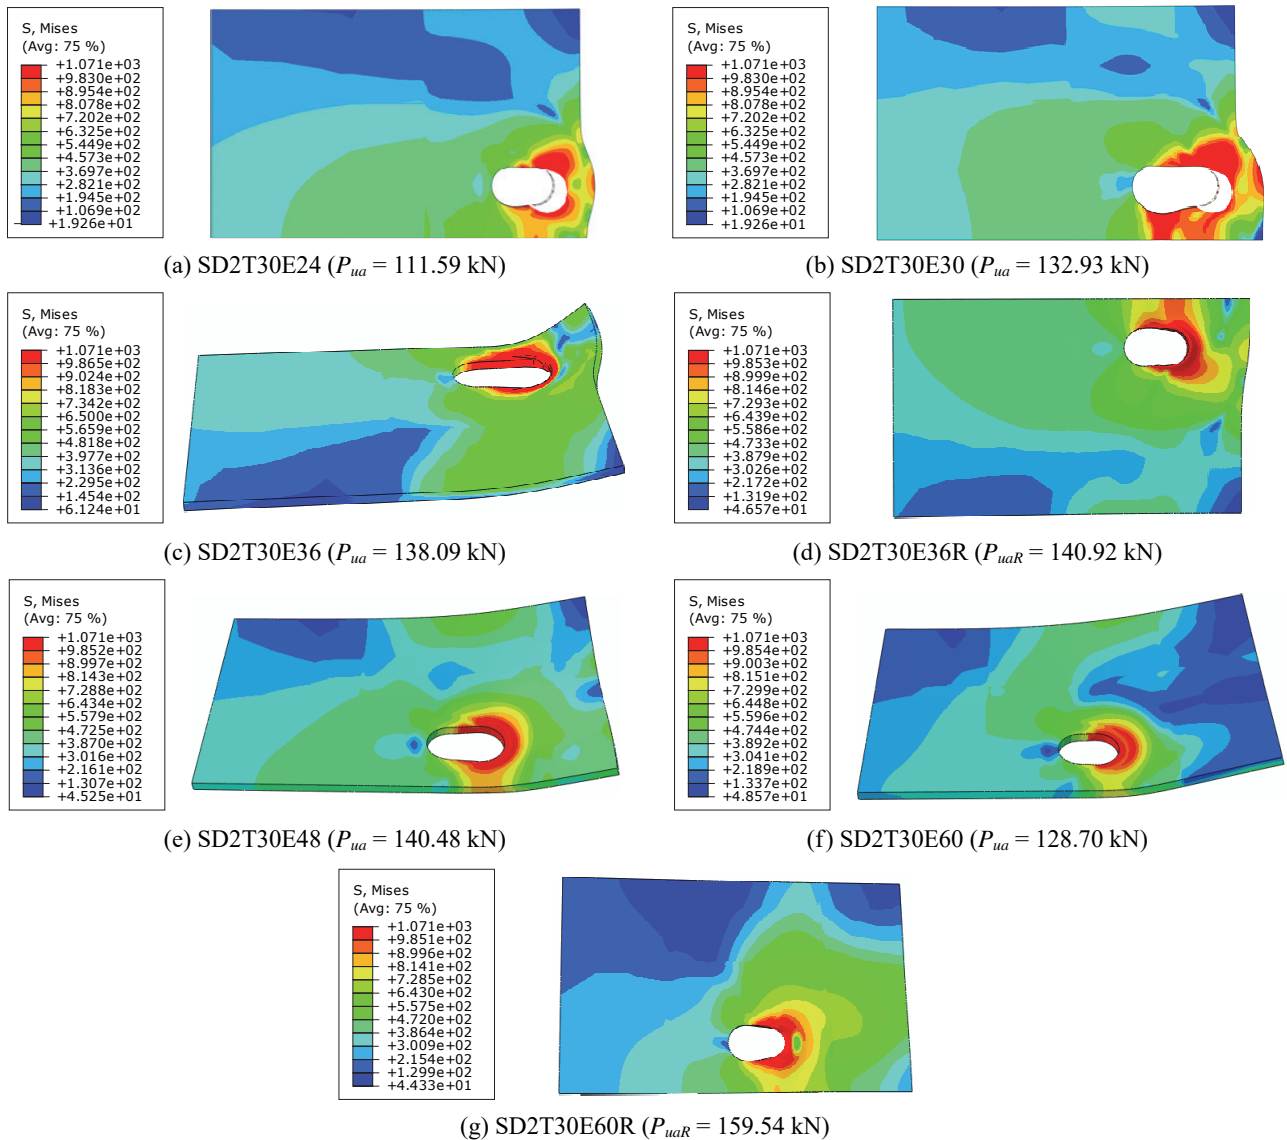 S, Mises
(Avg: 75 %)
+1.071e+03
+9.830e+02
+8.954e+02
+8.078e+02
+7.202e+02
+6.325e+02
+5.449e+02
+4.573e+02
+3.697e+02
+2.821e+02
+1.945e+02
+1.069e+02
+1.926e+01
(a) SD2T30E24 (Pua = 111.59 kN)
S, Mises
(Avg: 75 %)
+1.071e+03
+9.830e+02
+8.954e+02
+8.078e+02
+7.202e+02
+6.325e+02
+5.449e+02
+4.573e+02
+3.697e+02
+2.821e+02
+1.945e+02
+1.069e+02
+1.926e+01
(b) SD2T30E30 (Pua = 132.93 kN)
S, Mises
(Avg: 75 %)
+1.071e+03
+9.865e+02
+9.024e+02
+8.183e+02
+7.342e+02
+6.500e+02
+5.659e+02
+4.818e+02
+3.977e+02
+3.136e+02
+2.295e+02
+1.454e+02
+6.124e+01
(c) SD2T30E36 (Pua = 138.09 kN)
S, Mises
(Avg: 75 %)
+1.071e+03
+9.853e+02
+8.999e+02
+8.146e+02
+7.293e+02
+6.439e+02
+5.586e+02
+4.733e+02
+3.879e+02
+3.026e+02
+2.172e+02
+1.319e+02
+4.657e+01
(d) SD2T30E36R (PuaR = 140.92 kN)
S, Mises
(Avg: 75 %)
+1.071e+03
+9.852e+02
+8.997e+02
+8.143e+02
+7.288e+02
+6.434e+02
+5.579e+02
+4.725e+02
+3.870e+02
+3.016e+02
+2.161e+02
+1.307e+02
+4.525e+01
(e) SD2T30E48 (Pua = 140.48 kN)
S, Mises
(Avg: 75 %)
+1.071e+03
+9.854e+02
+9.003e+02
+8.151e+02
+7.299e+02
+6.448e+02
+5.596e+02
+4.744e+02
+3.892e+02
+3.041e+02
+2.189e+02
+1.337e+02
+4.857e+01
(f) SD2T30E60 (Pua = 128.70 kN)
S, Mises
(Avg: 75 %)
+1.071e+03
+9.851e+02
+8.996e+02
+8.141e+02
+7.285e+02
+6.430e+02
+5.575e+02
+4.720e+02
+3.864e+02
+3.009e+02
+2.154e+02
+1.299e+02
+4.433e+01
(g) SD2T30E60R (PuaR = 159.54 kN)